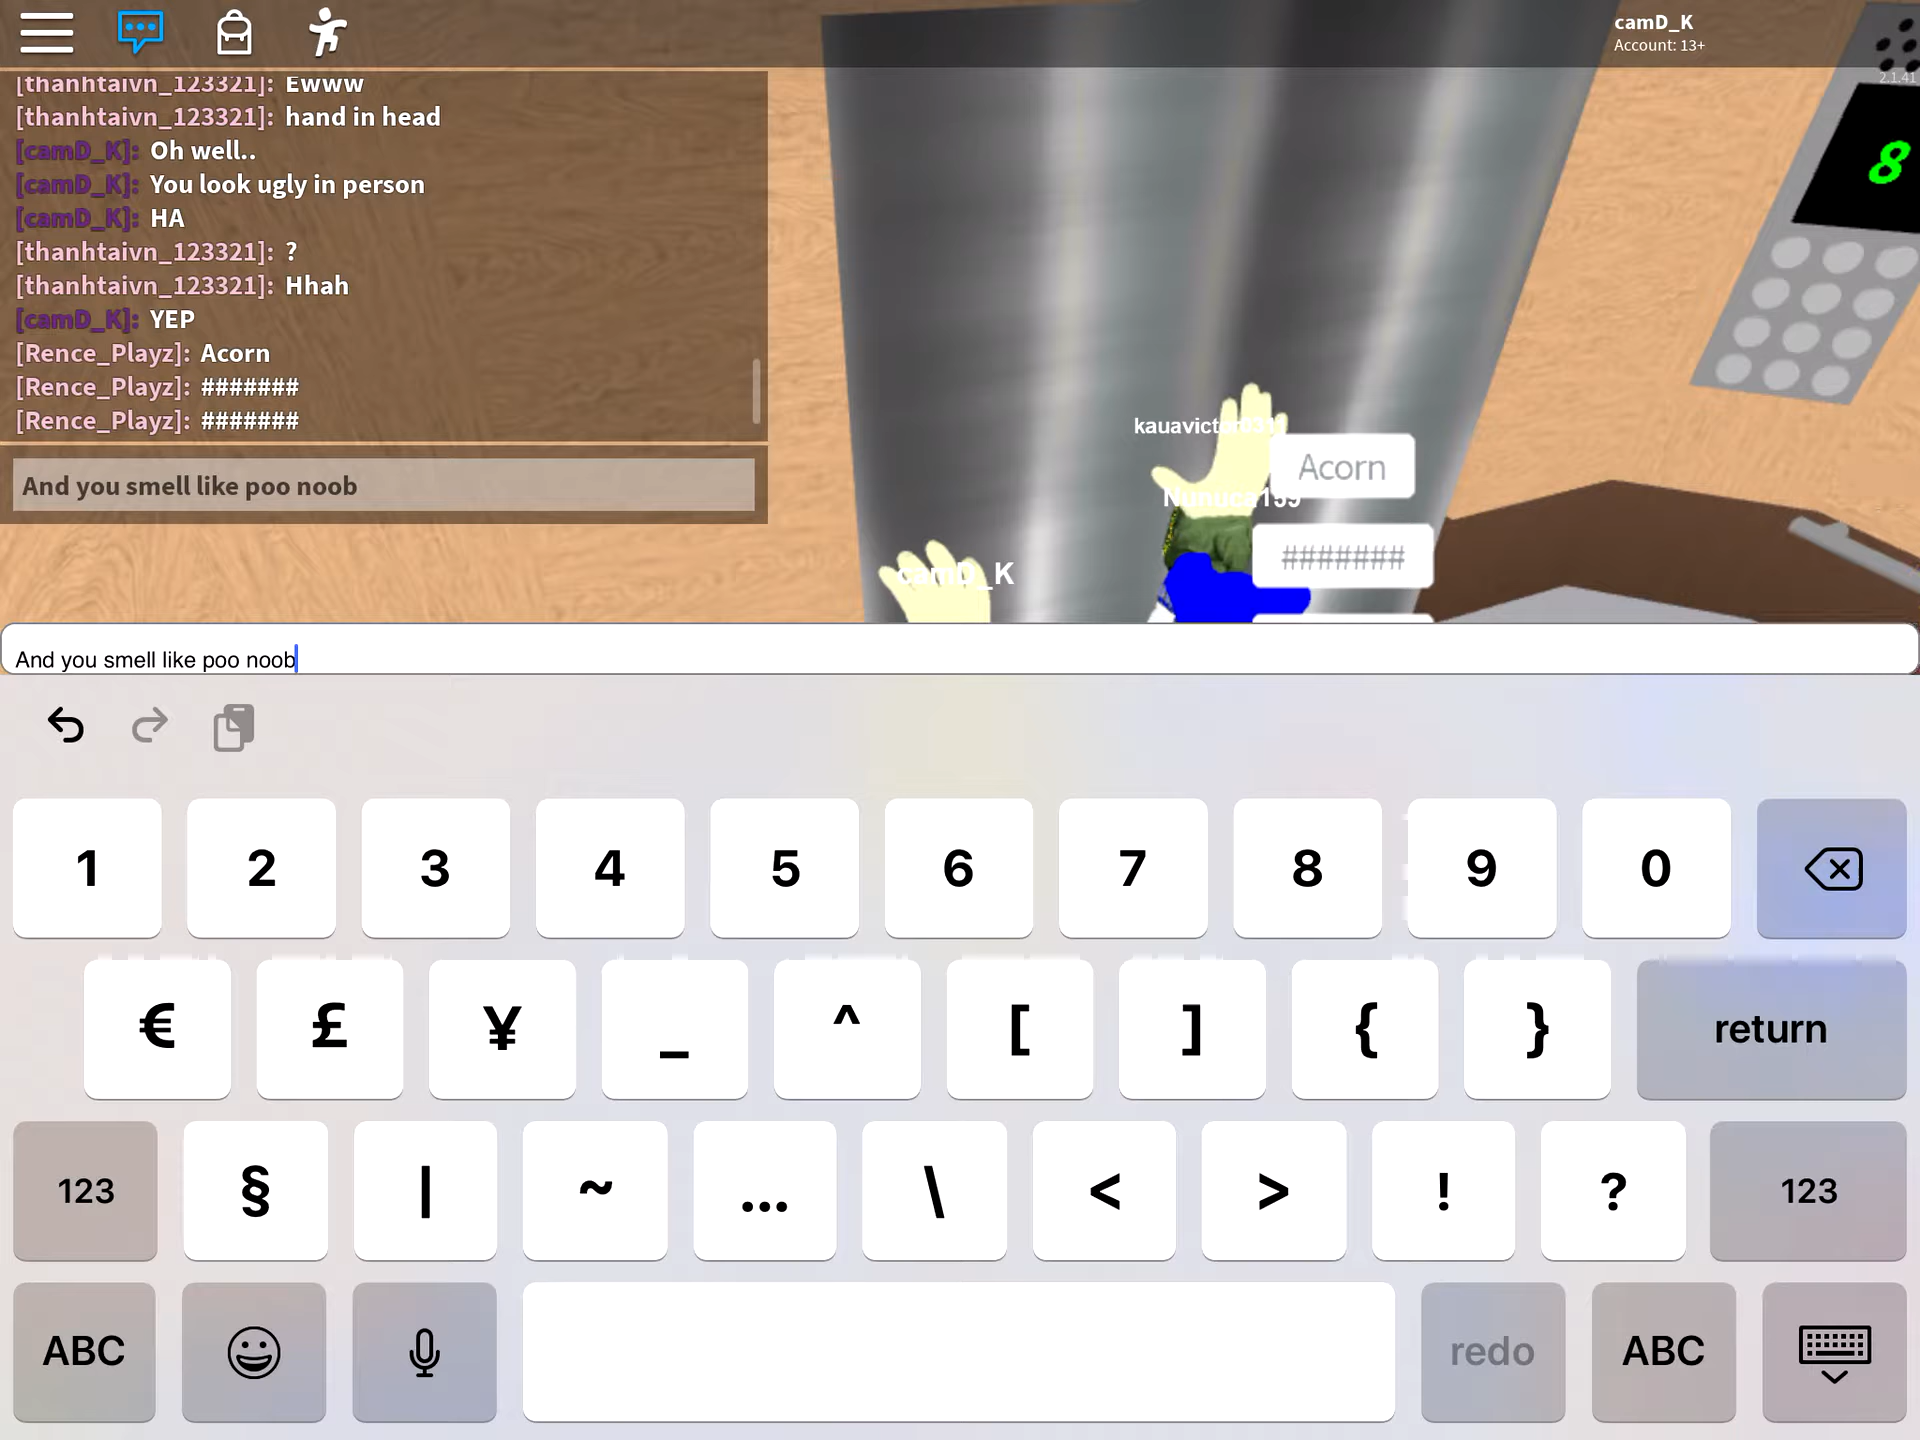 camD_K
Account: 13+
2.1.41
[thanhtaivn_123321]: Ewww
[thanhtaivn_123321]: hand in head
[camD_K]: Oh well..
[camD_K]: You look ugly in person
[camD_K]: HA
[thanhtaivn_123321]: ?
[thanhtaivn_123321]: Hhah
[camD_K]: YEP
[Rence_Playz]: Acorn
[Rence_Playz]: #######
[Rence_Playz]: #######
And you smell like poo noob
8
Acorn
#######
camD_K
And you smell like poo noob
1 2 3 4 5 6 7 8 9 0
€ £ ¥ _ ^ [ ] { } return
123 § | ~ ... \ < > ! ? 123
ABC redo ABC